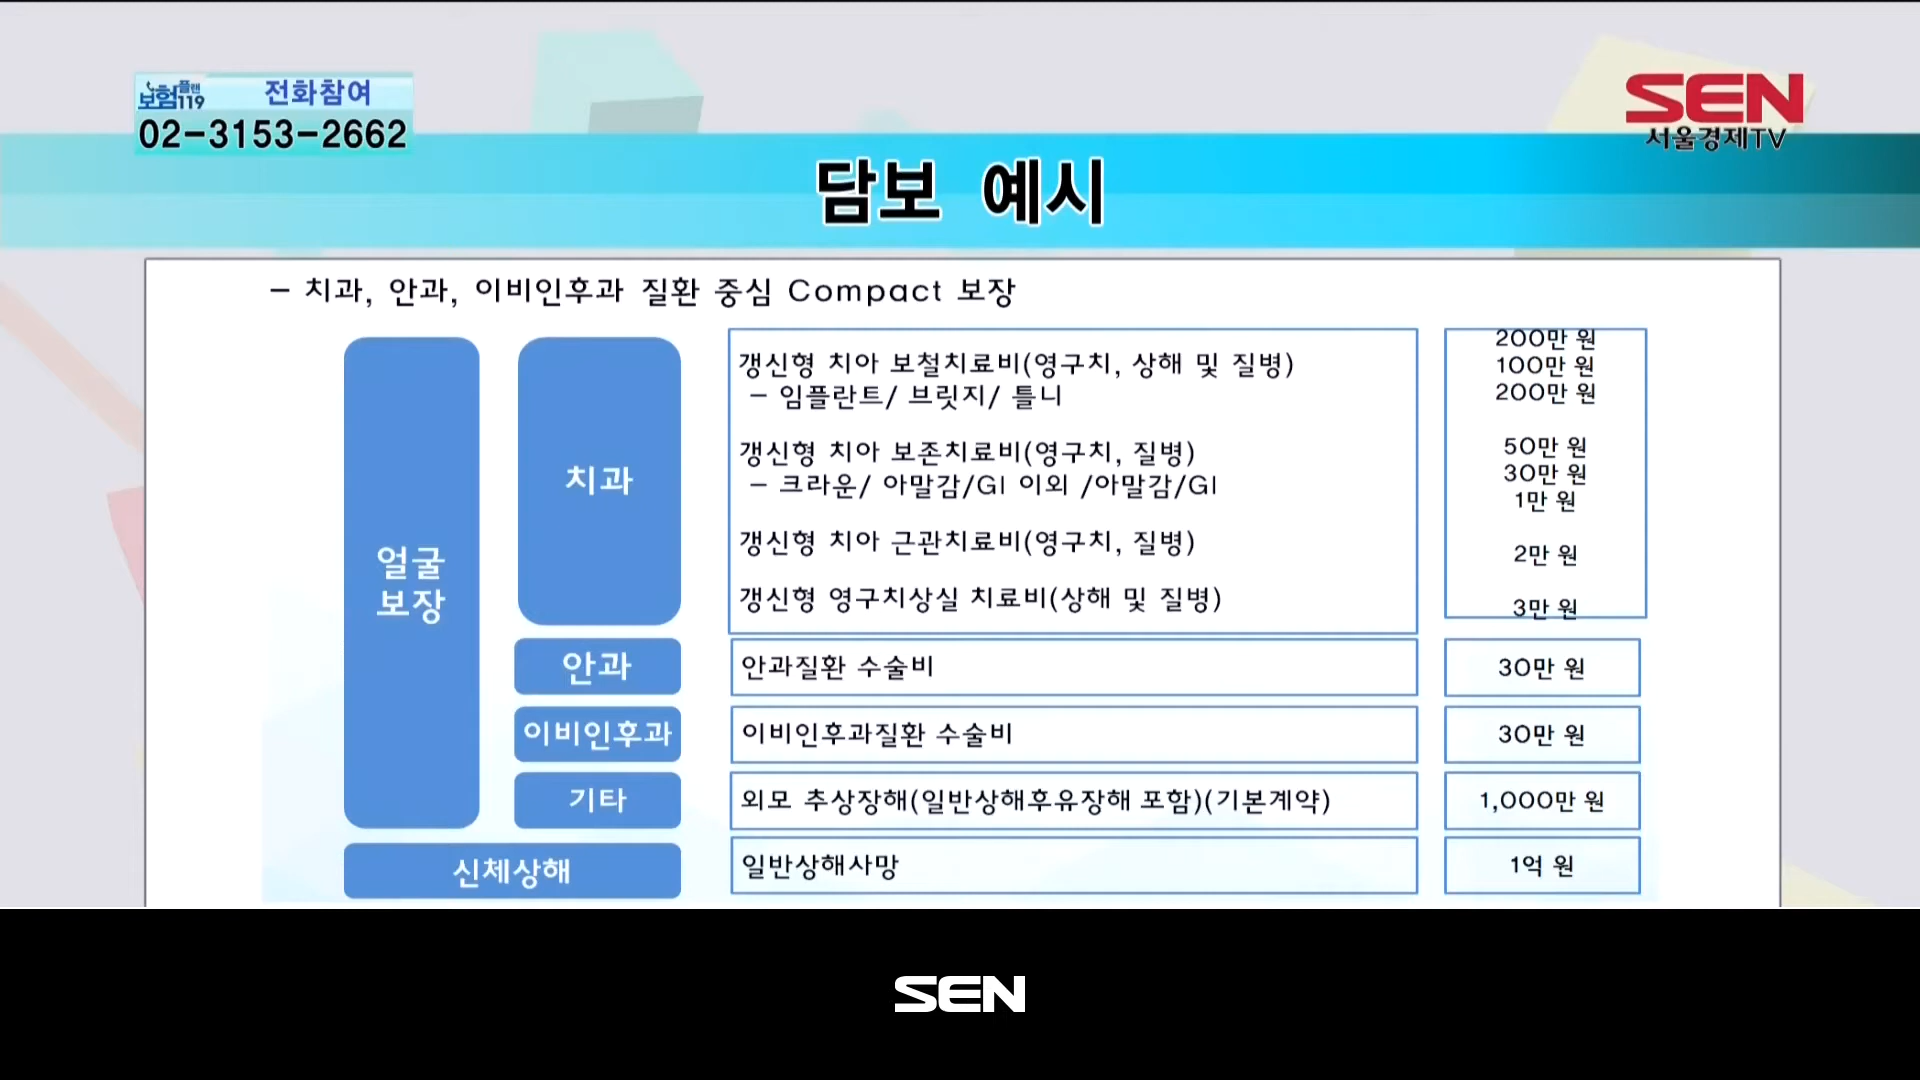 보험플랜119 전화참여
02-3153-2662
SEN
서울경제TV
담보 예시
- 치과, 안과, 이비인후과 질환 중심 Compact 보장
얼굴
보장
치과
갱신형 치아 보철치료비(영구치, 상해 및 질병)
- 임플란트/ 브릿지/ 틀니
갱신형 치아 보존치료비(영구치, 질병)
- 크라운/ 아말감/GI 이외 /아말감/GI
갱신형 치아 근관치료비(영구치, 질병)
갱신형 영구치상실 치료비(상해 및 질병)
200만 원
100만 원
200만 원
50만 원
30만 원
1만 원
2만 원
3만 원
안과
안과질환 수술비
30만 원
이비인후과
이비인후과질환 수술비
30만 원
기타
외모 추상장해(일반상해후유장해 포함)(기본계약)
1,000만 원
신체상해
일반상해사망
1억 원
SEN